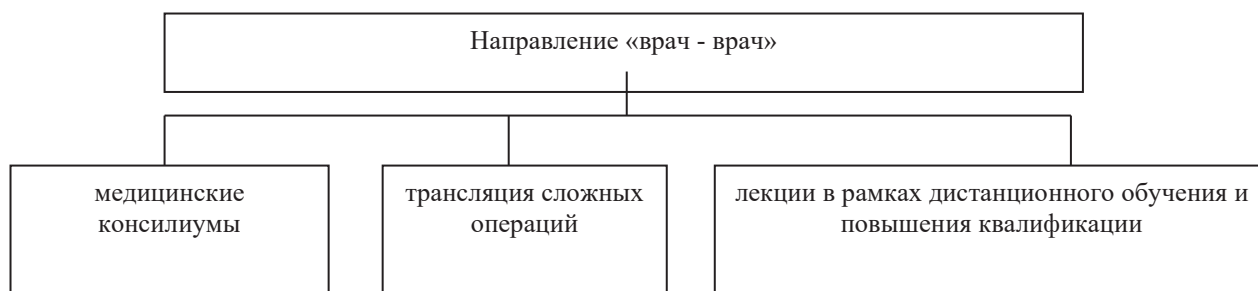 Направление «врач - врач»
медицинские
консилиумы
трансляция сложных
операций
лекции в рамках дистанционного обучения и
повышения квалификации